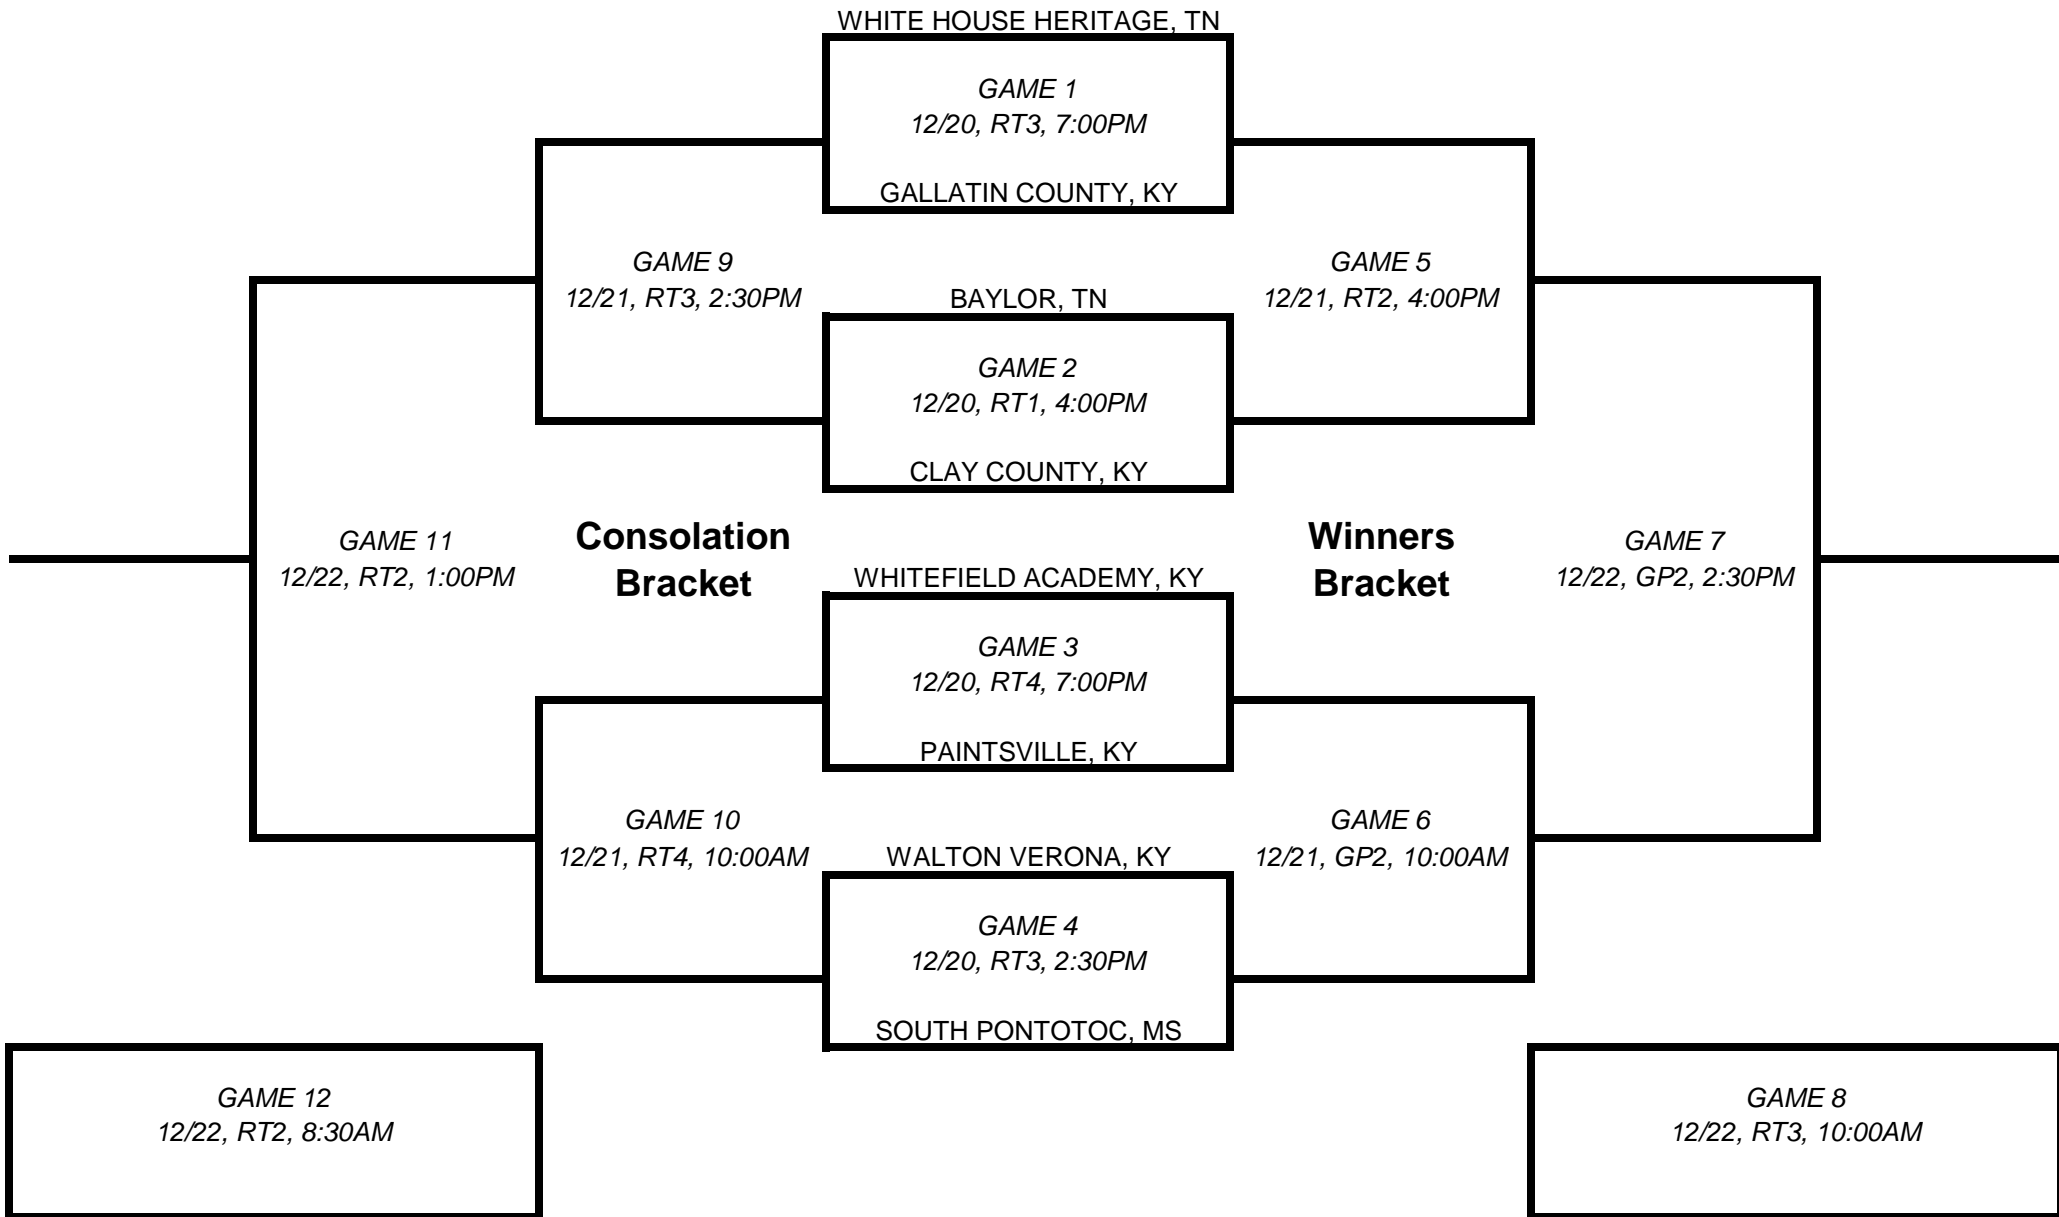 WHITE HOUSE HERITAGE, TN
GAME 1
12/20, RT3, 7:00PM
GALLATIN COUNTY, KY
GAME 9
12/21, RT3, 2:30PM
GAME 5
12/21, RT2, 4:00PM
BAYLOR, TN
GAME 2
12/20, RT1, 4:00PM
CLAY COUNTY, KY
GAME 11
12/22, RT2, 1:00PM
Consolation
Bracket
Winners
Bracket
GAME 7
12/22, GP2, 2:30PM
WHITEFIELD ACADEMY, KY
GAME 3
12/20, RT4, 7:00PM
PAINTSVILLE, KY
GAME 10
12/21, RT4, 10:00AM
GAME 6
12/21, GP2, 10:00AM
WALTON VERONA, KY
GAME 4
12/20, RT3, 2:30PM
SOUTH PONTOTOC, MS
GAME 12
12/22, RT2, 8:30AM
GAME 8
12/22, RT3, 10:00AM